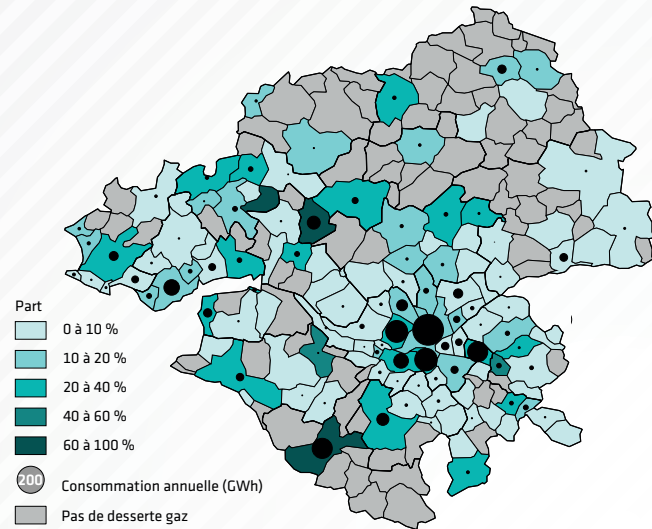 Part
0 à 10 %
10 à 20 %
20 à 40 %
40 à 60 %
60 à 100 %
200 Consommation annuelle (GWh)
Pas de desserte gaz